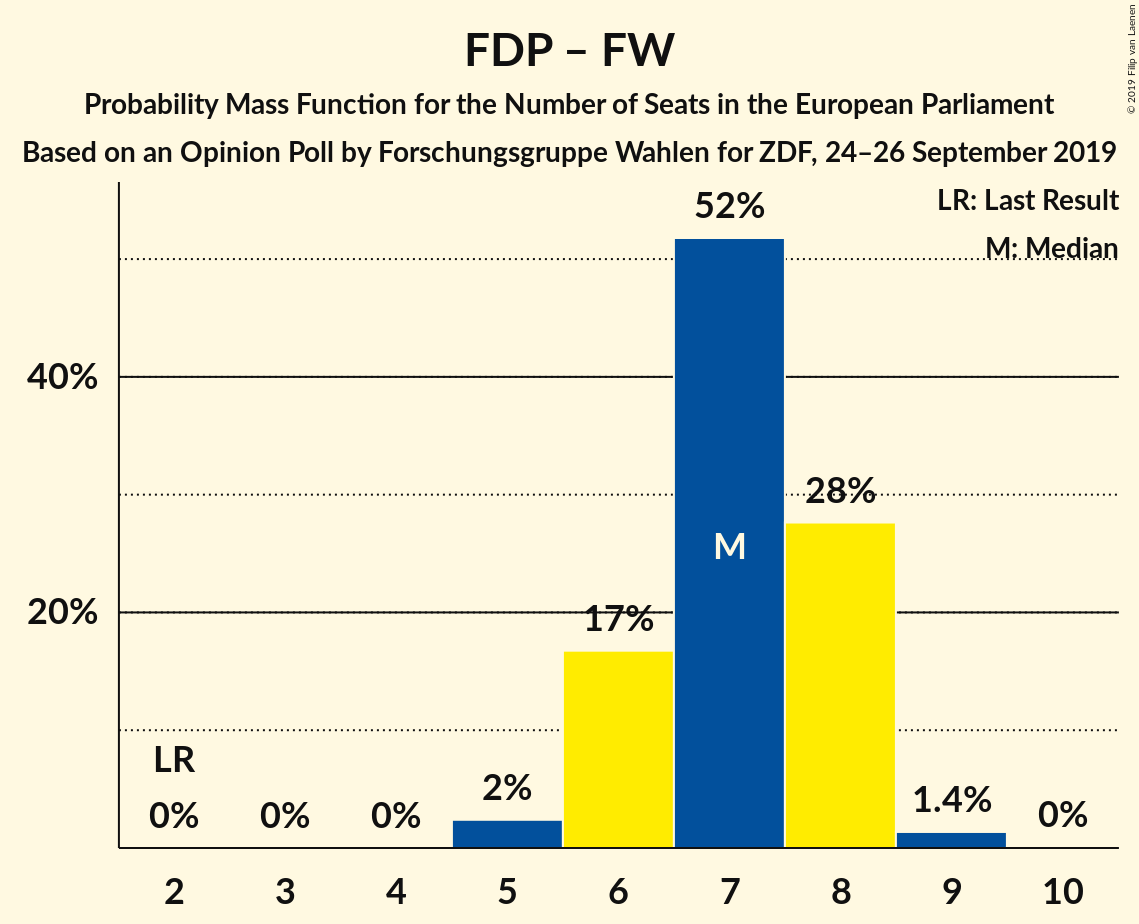 FDP – FW
Probability Mass Function for the Number of Seats in the European Parliament
Based on an Opinion Poll by Forschungsgruppe Wahlen for ZDF, 24–26 September 2019
© 2019 Filip van Laenen
LR: Last Result
M: Median
52%
40%
28%
M
20%
17%
LR
0%
0%
0%
2%
1.4%
0%
2
3
4
5
6
7
8
9
10